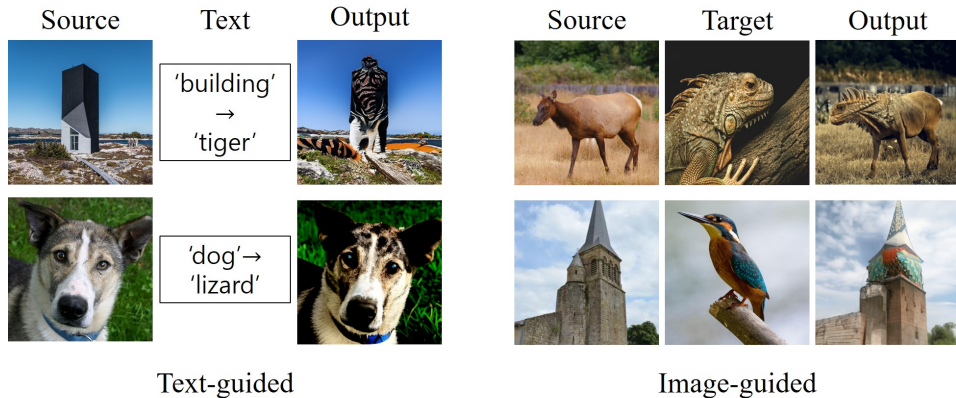 Source Text Output
Source Target Output
'building'
→
'tiger'
'dog'→
'lizard'
Text-guided
Image-guided